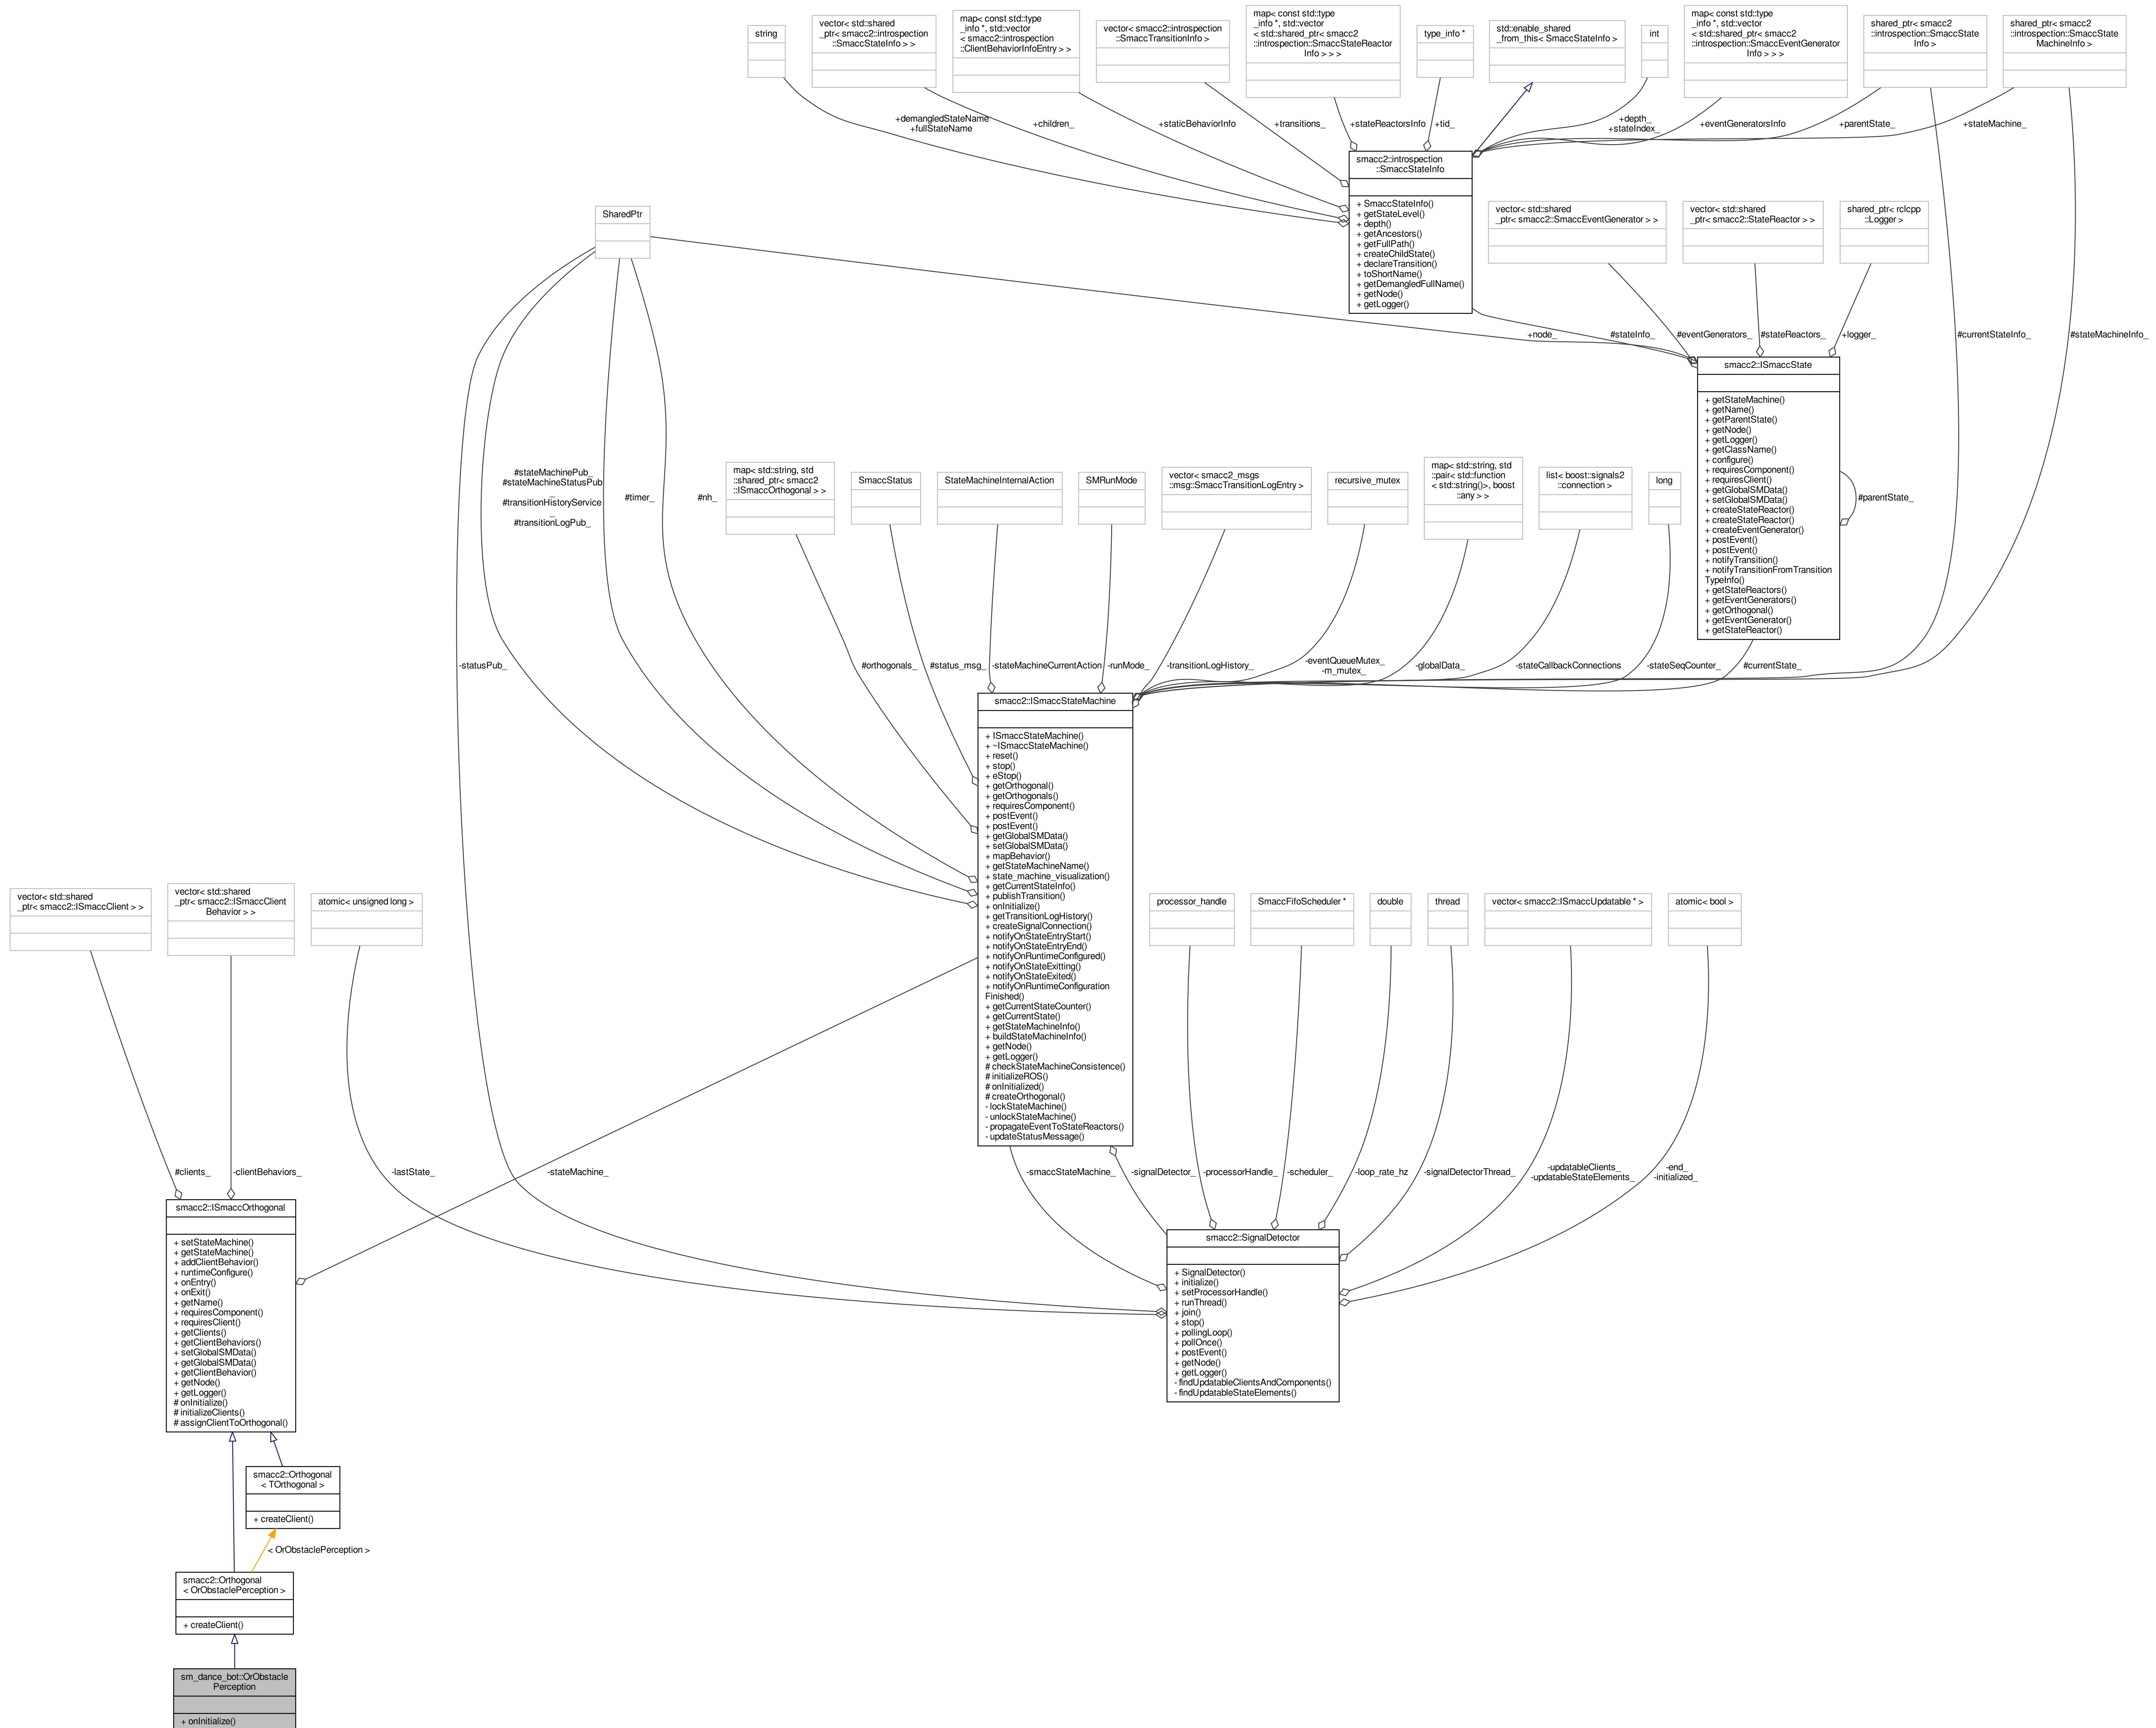 string
vector< std::shared
_ptr< smacc2::introspection
::SmaccStateInfo > >
map< const std::type
_info *, std::vector
< smacc2::introspection
::ClientBehaviorInfoEntry > >
vector< smacc2::introspection
::SmaccTransitionInfo >
map< const std::type
_info *, std::vector
< std::shared_ptr< smacc2
::introspection::SmaccStateReactor
Info > > >
type_info *
std::enable_shared
_from_this< SmaccStateInfo >
int
map< const std::type
_info *, std::vector
< std::shared_ptr< smacc2
::introspection::SmaccEventGenerator
Info > > >
shared_ptr< smacc2
::introspection::SmaccState
Info >
shared_ptr< smacc2
::introspection::SmaccState
MachineInfo >
+demangledStateName
+fullStateName
+children_
+staticBehaviorInfo
+transitions_
+stateReactorsInfo
+tid_
+depth_
+stateIndex_
+eventGeneratorsInfo
+parentState_
+stateMachine_
smacc2::introspection
::SmaccStateInfo
+ SmaccStateInfo()
+ getStateLevel()
+ depth()
+ getAncestors()
+ getFullPath()
+ createChildState()
+ declareTransition()
+ toShortName()
+ getDemangledFullName()
+ getNode()
+ getLogger()
SharedPtr
vector< std::shared
_ptr< smacc2::SmaccEventGenerator > >
vector< std::shared
_ptr< smacc2::StateReactor > >
shared_ptr< rclcpp
::Logger >
+node_
#stateInfo_
#eventGenerators_
#stateReactors_
+logger_
#currentStateInfo_
#stateMachineInfo_
smacc2::ISmaccState
+ getStateMachine()
+ getName()
+ getParentState()
+ getNode()
+ getLogger()
+ getClassName()
+ configure()
+ requiresComponent()
+ requiresClient()
+ getGlobalSMData()
+ setGlobalSMData()
+ createStateReactor()
+ createStateReactor()
+ createEventGenerator()
+ postEvent()
+ postEvent()
+ notifyTransition()
+ notifyTransitionFromTransition
TypeInfo()
+ getStateReactors()
+ getEventGenerators()
+ getOrthogonal()
+ getEventGenerator()
+ getStateReactor()
#parentState_
#stateMachinePub_
#stateMachineStatusPub
_
#transitionHistoryService
_
#transitionLogPub_
#timer_
#nh_
map< std::string, std
::shared_ptr< smacc2
::ISmaccOrthogonal > >
SmaccStatus
StateMachineInternalAction
SMRunMode
vector< smacc2_msgs
::msg::SmaccTransitionLogEntry >
recursive_mutex
map< std::string, std
::pair< std::function
< std::string()>, boost
::any > >
list< boost::signals2
::connection >
long
-statusPub_
#orthogonals_
#status_msg_
-stateMachineCurrentAction
-runMode_
-transitionLogHistory_
-eventQueueMutex_
-m_mutex_
-globalData_
-stateCallbackConnections
-stateSeqCounter_
#currentState_
smacc2::ISmaccStateMachine
+ ISmaccStateMachine()
+ ~ISmaccStateMachine()
+ reset()
+ stop()
+ eStop()
+ getOrthogonal()
+ getOrthogonals()
+ requiresComponent()
+ postEvent()
+ postEvent()
+ getGlobalSMData()
+ setGlobalSMData()
+ mapBehavior()
+ getStateMachineName()
+ state_machine_visualization()
+ getCurrentStateInfo()
+ publishTransition()
+ onInitialize()
+ getTransitionLogHistory()
+ createSignalConnection()
+ notifyOnStateEntryStart()
+ notifyOnStateEntryEnd()
+ notifyOnRuntimeConfigured()
+ notifyOnStateExitting()
+ notifyOnStateExited()
+ notifyOnRuntimeConfiguration
Finished()
+ getCurrentStateCounter()
+ getCurrentState()
+ getStateMachineInfo()
+ buildStateMachineInfo()
+ getNode()
+ getLogger()
# checkStateMachineConsistence()
# initializeROS()
# onInitialized()
# createOrthogonal()
- lockStateMachine()
- unlockStateMachine()
- propagateEventToStateReactors()
- updateStatusMessage()
vector< std::shared
_ptr< smacc2::ISmaccClient > >
vector< std::shared
_ptr< smacc2::ISmaccClient
Behavior > >
atomic< unsigned long >
processor_handle
SmaccFifoScheduler *
double
thread
vector< smacc2::ISmaccUpdatable * >
atomic< bool >
#clients_
-clientBehaviors_
-lastState_
-stateMachine_
-smaccStateMachine_
-signalDetector_
-processorHandle_
-scheduler_
-loop_rate_hz
-signalDetectorThread_
-updatableClients_
-updatableStateElements_
-end_
-initialized_
smacc2::ISmaccOrthogonal
+ setStateMachine()
+ getStateMachine()
+ addClientBehavior()
+ runtimeConfigure()
+ onEntry()
+ onExit()
+ getName()
+ requiresComponent()
+ requiresClient()
+ getClients()
+ getClientBehaviors()
+ setGlobalSMData()
+ getGlobalSMData()
+ getClientBehavior()
+ getNode()
+ getLogger()
# onInitialize()
# initializeClients()
# assignClientToOrthogonal()
smacc2::SignalDetector
+ SignalDetector()
+ initialize()
+ setProcessorHandle()
+ runThread()
+ join()
+ stop()
+ pollingLoop()
+ pollOnce()
+ postEvent()
+ getNode()
+ getLogger()
- findUpdatableClientsAndComponents()
- findUpdatableStateElements()
smacc2::Orthogonal
< TOrthogonal >
+ createClient()
< OrObstaclePerception >
smacc2::Orthogonal
< OrObstaclePerception >
+ createClient()
sm_dance_bot::OrObstacle
Perception
+ onInitialize()